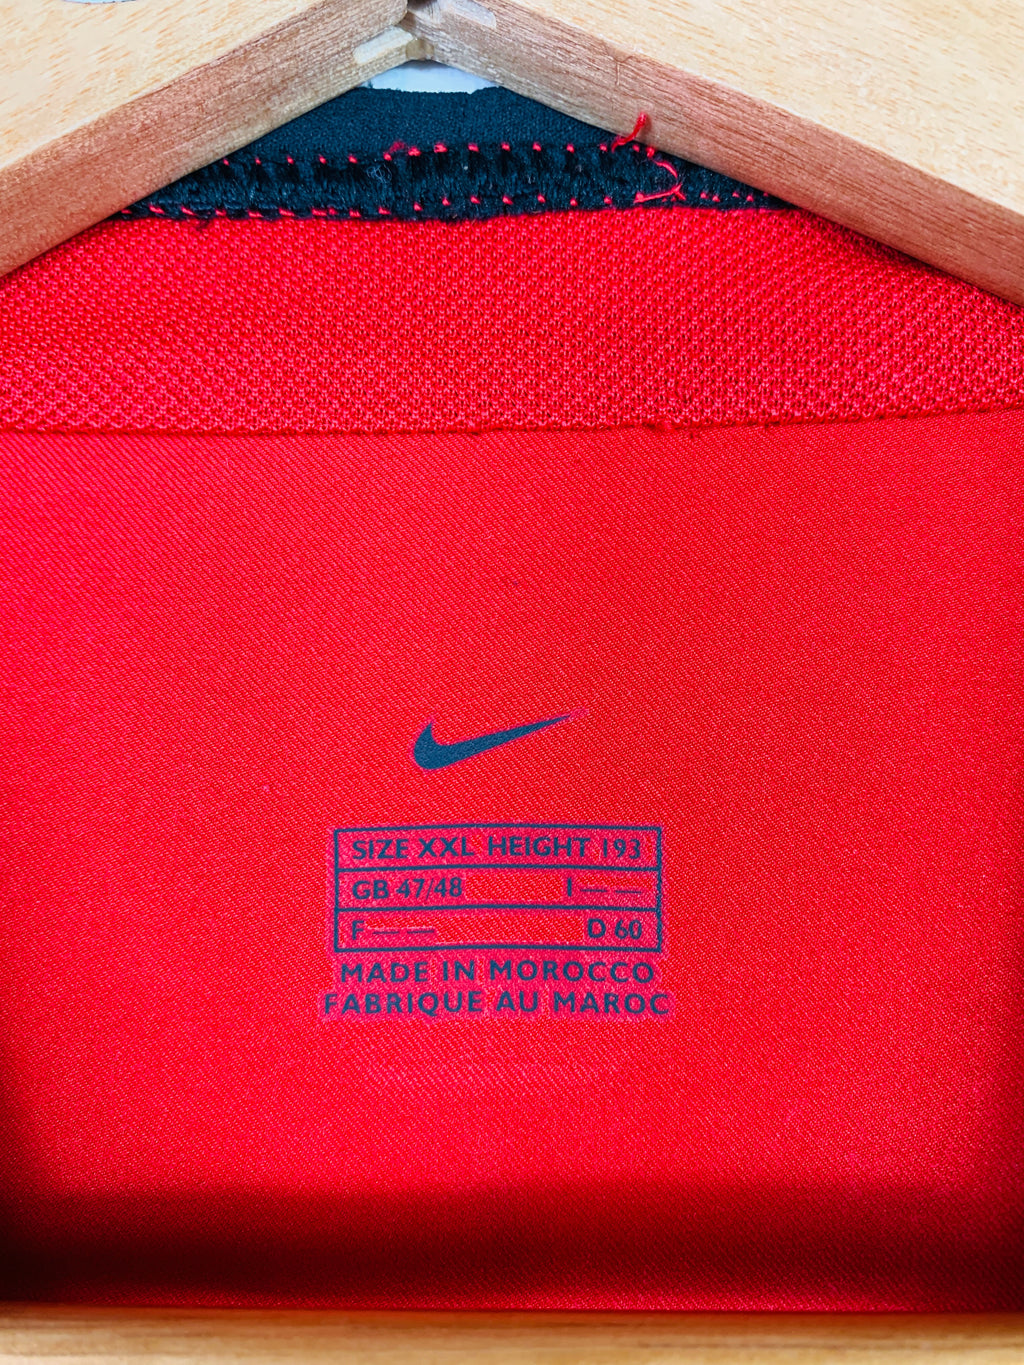 SIZE XXL HEIGHT 193
GB 47/48 I — —
F — — D 60
MADE IN MOROCCO
FABRIQUE AU MAROC